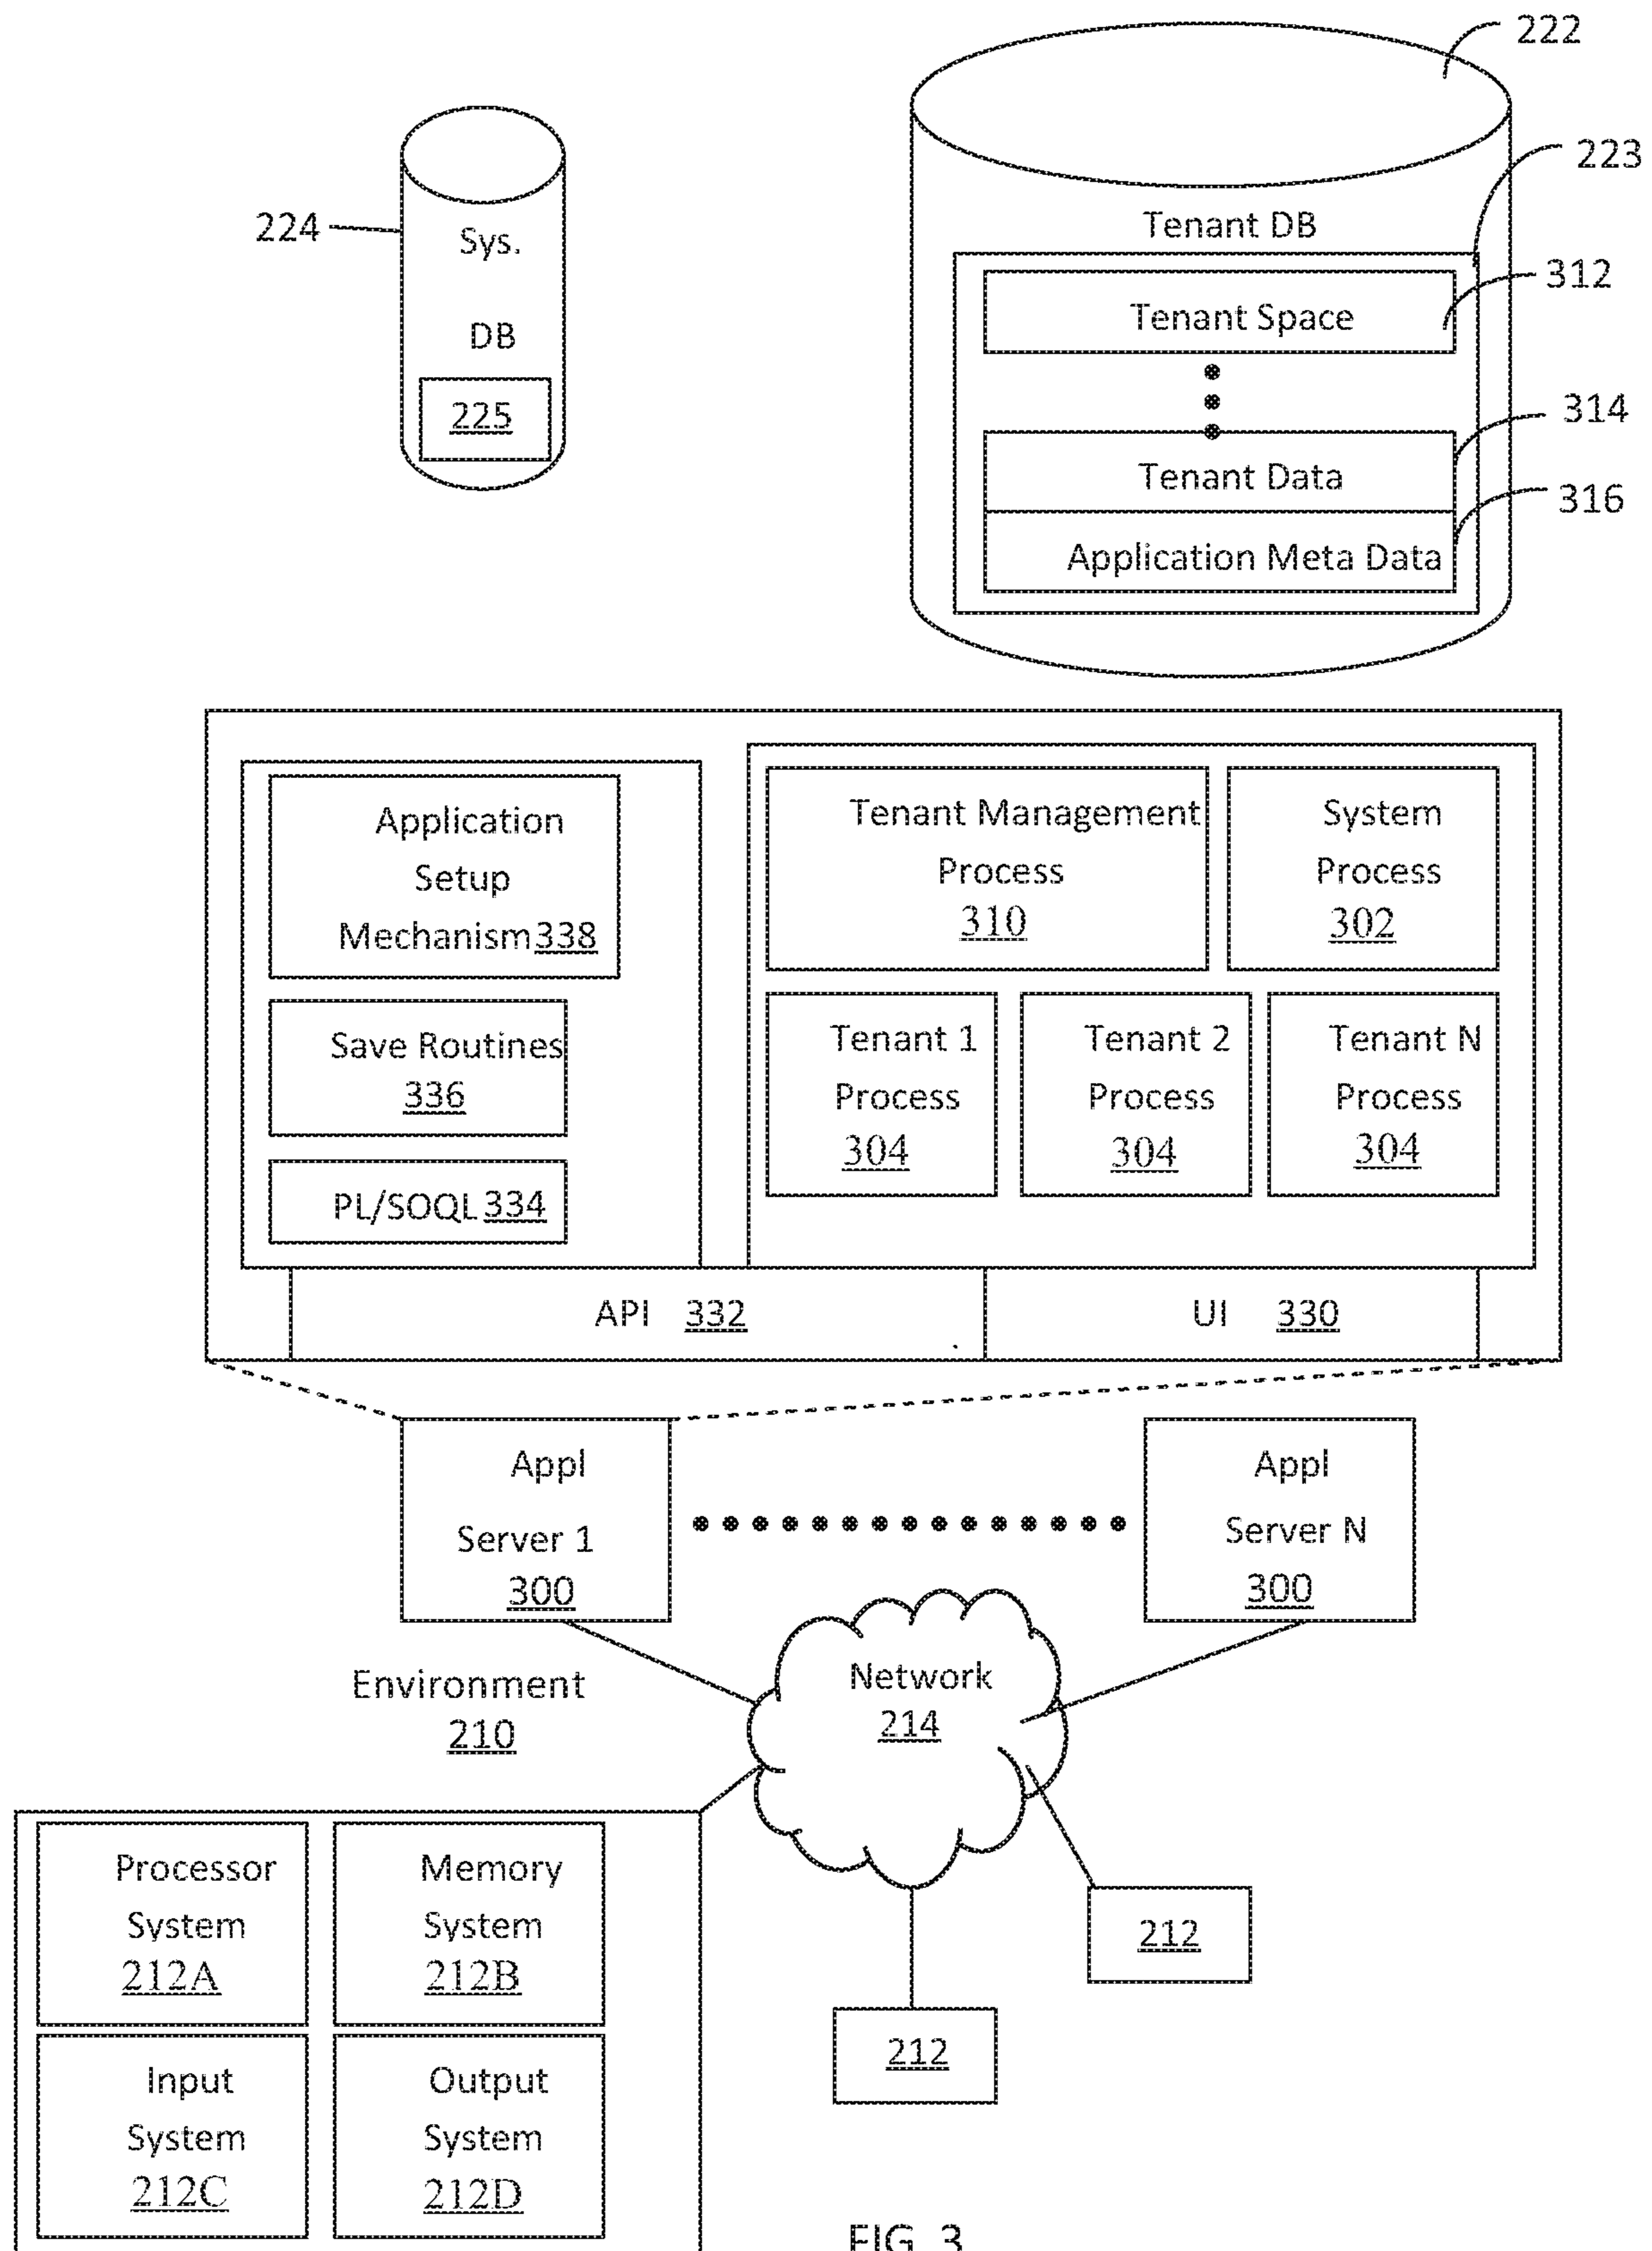 222
223
224
Sys.
DB
225
Tenant DB
Tenant Space
312
314
Tenant Data
316
Application Meta Data
Application
Setup
Mechanism 338
Save Routines
336
PL/SOQL 334
Tenant Management
Process
310
System
Process
302
Tenant 1
Process
304
Tenant 2
Process
304
Tenant N
Process
304
API 332
UI 330
Appl
Server 1
300
Appl
Server N
300
Environment
210
Network
214
Processor
System
212A
Memory
System
212B
Input
System
212C
Output
System
212D
212
212
FIG. 3